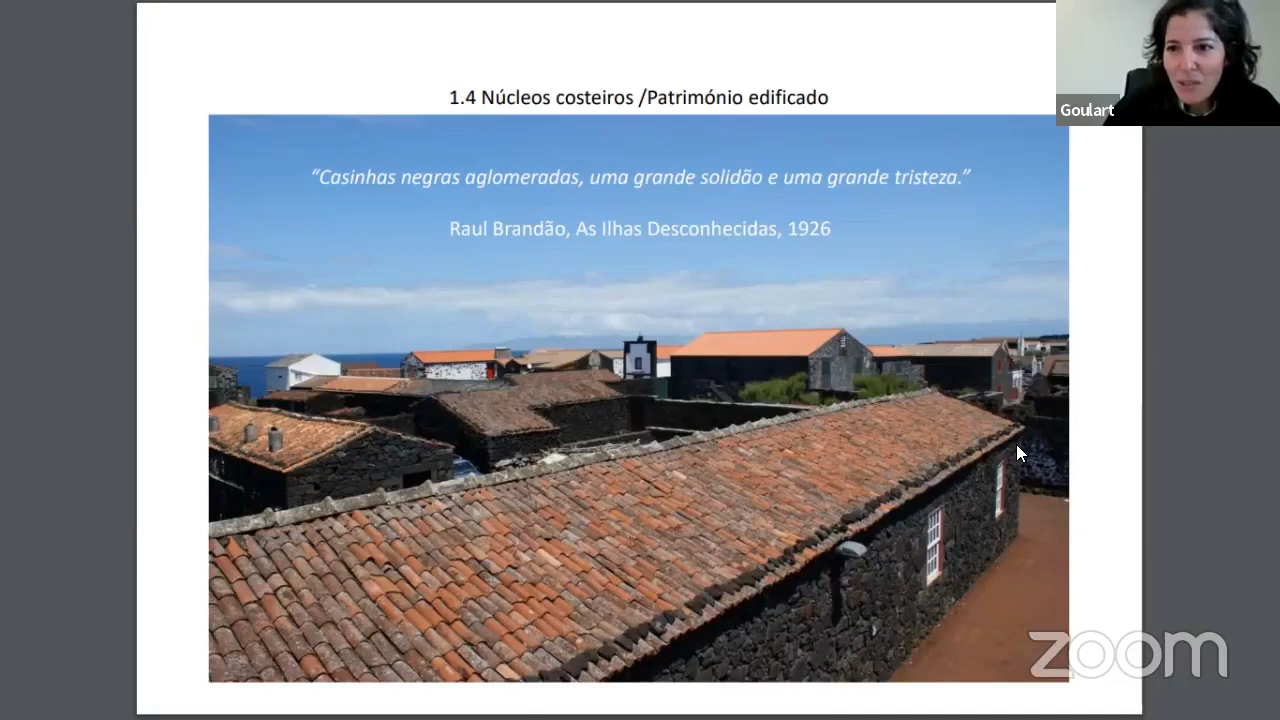 1.4 Núcleos costeiros /Património edificado
“Casinhas negras aglomeradas, uma grande solidão e uma grande tristeza.”
Raul Brandão, As Ilhas Desconhecidas, 1926
Goulart
zoom